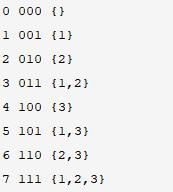 0 000 {}
1 001 {1}
2 010 {2}
3 011 {1,2}
4 100 {3}
5 101 {1,3}
6 110 {2,3}
7 111 {1,2,3}